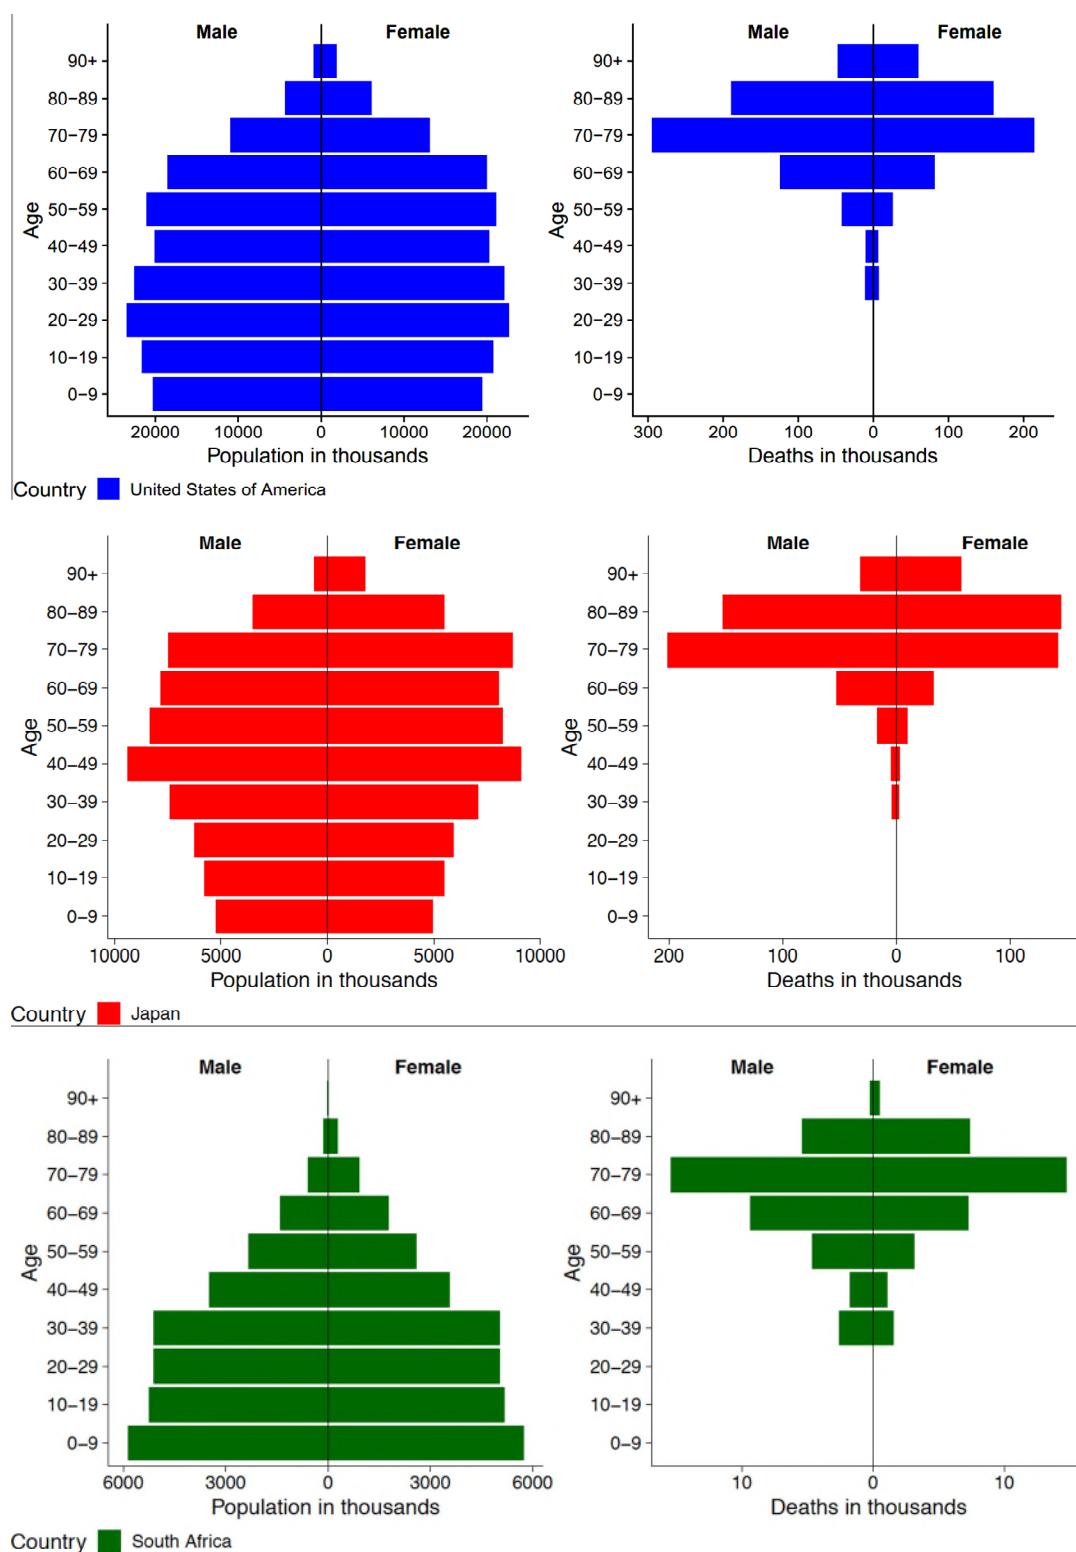 Male Female
90+
80−89
70−79
60−69
50−59
40−49
30−39
20−29
10−19
0−9
Age
20000 10000 0 10000 20000
Population in thousands
Male Female
90+
80−89
70−79
60−69
50−59
40−49
30−39
20−29
10−19
0−9
Age
300 200 100 0 100 200
Deaths in thousands
Country United States of America
Male Female
90+
80−89
70−79
60−69
50−59
40−49
30−39
20−29
10−19
0−9
Age
10000 5000 0 5000 10000
Population in thousands
Male Female
90+
80−89
70−79
60−69
50−59
40−49
30−39
20−29
10−19
0−9
Age
200 100 0 100
Deaths in thousands
Country Japan
Male Female
90+
80−89
70−79
60−69
50−59
40−49
30−39
20−29
10−19
0−9
Age
6000 3000 0 3000 6000
Population in thousands
Male Female
90+
80−89
70−79
60−69
50−59
40−49
30−39
20−29
10−19
0−9
Age
10 0 10
Deaths in thousands
Country South Africa